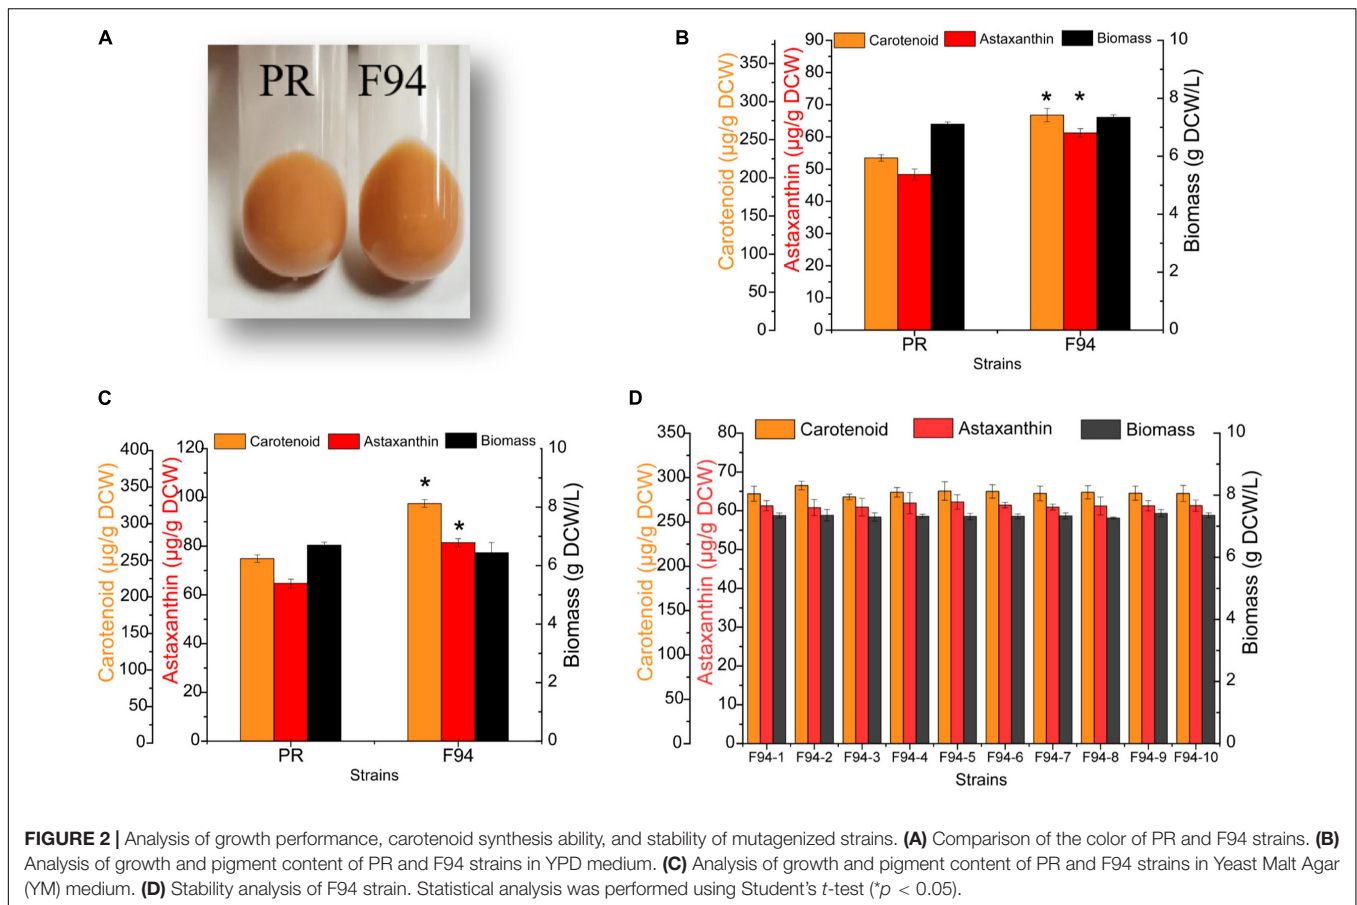 A
PR F94
B
Carotenoid Astaxanthin Biomass
Carotenoid (µg/g DCW)
350
300
250
200
150
100
50
0
Astaxanthin (µg/g DCW)
90
80
70
60
50
40
30
20
10
0
* *
10
8
6
4
2
0
Biomass (g DCW/L)
PR F94
Strains
C
Carotenoid Astaxanthin Biomass
Carotenoid (µg/g DCW)
400
350
300
250
200
150
100
50
0
Astaxanthin (µg/g DCW)
120
100
80
60
40
20
0
*
*
10
8
6
4
2
0
Biomass (g DCW/L)
PR F94
Strains
D
Carotenoid Astaxanthin Biomass
Carotenoid (µg/g DCW)
350
300
250
200
150
100
50
0
Astaxanthin (µg/g DCW)
80
70
60
50
40
30
20
10
0
10
8
6
4
2
0
Biomass (g DCW/L)
F94-1 F94-2 F94-3 F94-4 F94-5 F94-6 F94-7 F94-8 F94-9 F94-10
Strains
FIGURE 2 | Analysis of growth performance, carotenoid synthesis ability, and stability of mutagenized strains. (A) Comparison of the color of PR and F94 strains. (B)
Analysis of growth and pigment content of PR and F94 strains in YPD medium. (C) Analysis of growth and pigment content of PR and F94 strains in Yeast Malt Agar
(YM) medium. (D) Stability analysis of F94 strain. Statistical analysis was performed using Student's t-test (*p < 0.05).